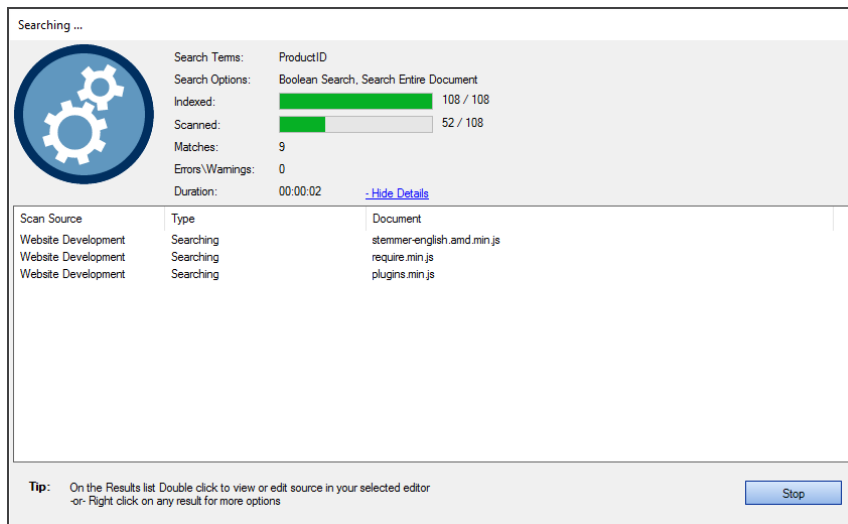 Searching ...
Search Terms: ProductID
Search Options: Boolean Search, Search Entire Document
Indexed: 108 / 108
Scanned: 52 / 108
Matches: 9
Errors\Warnings: 0
Duration: 00:00:02 - Hide Details
Scan Source Type Document
Website Development Searching stemmer-english.amd.min.js
Website Development Searching require.min.js
Website Development Searching plugins.min.js
Tip: On the Results list Double click to view or edit source in your selected editor
-or- Right click on any result for more options
Stop